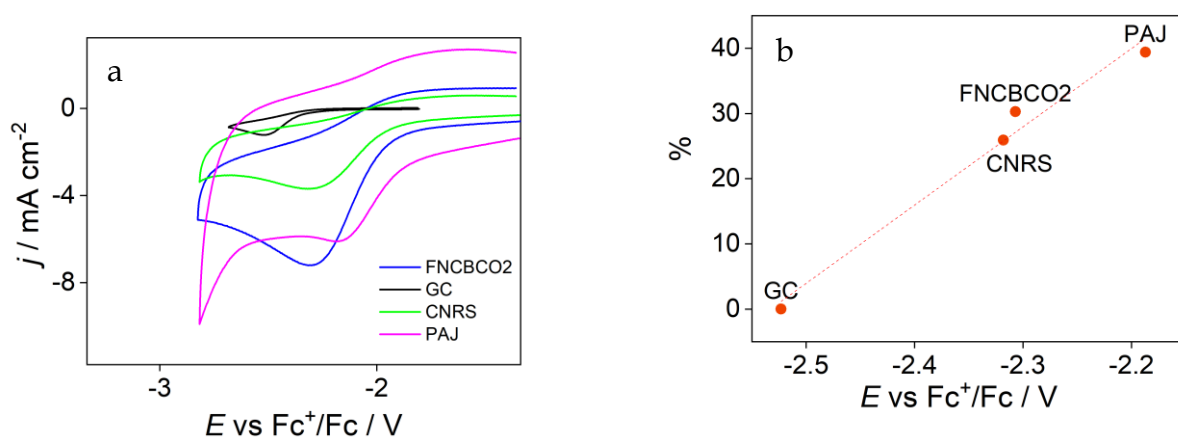 a
0
-4
-8
j / mA cm⁻²
FNCBCO2
GC
CNRS
PAJ
-3
-2
E vs Fc⁺/Fc / V
b
40
30
20
10
0
%
PAJ
FNCBCO2
CNRS
GC
-2.5
-2.4
-2.3
-2.2
E vs Fc⁺/Fc / V